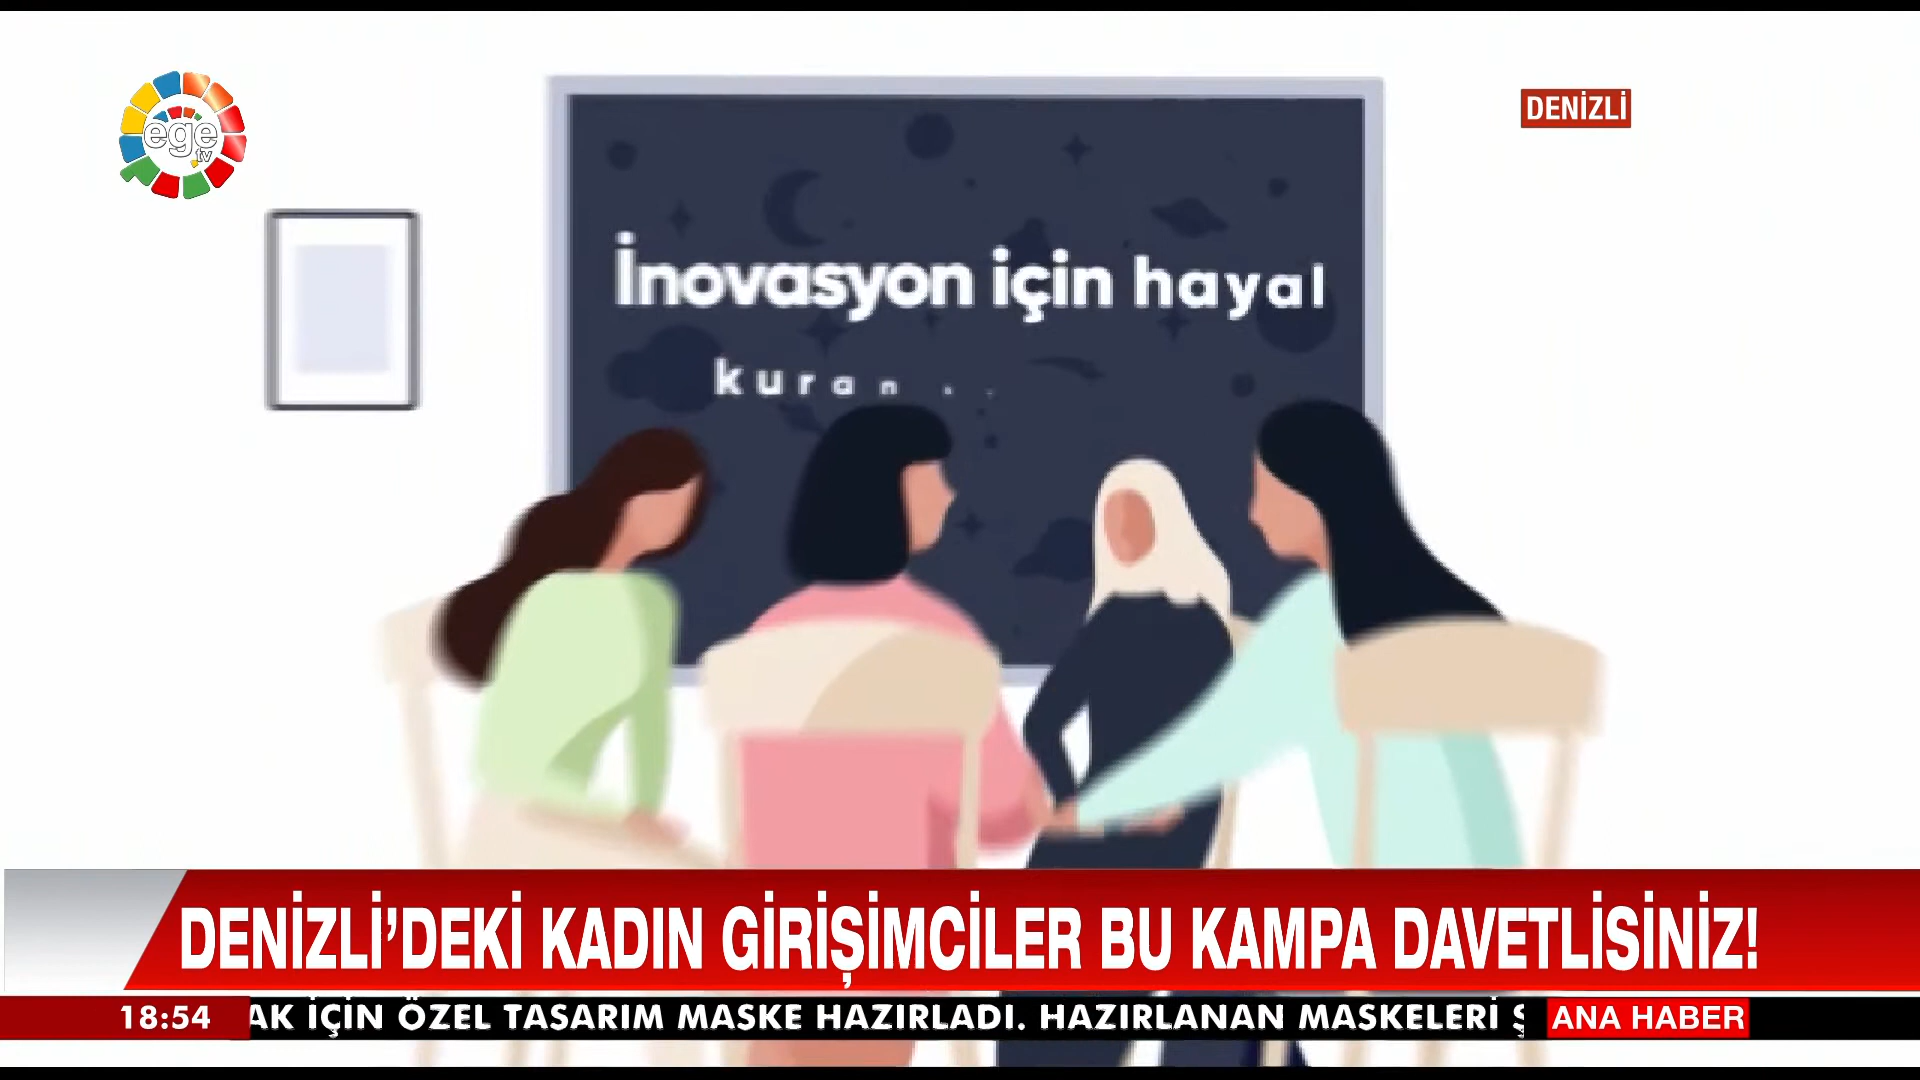 ege
tv
DENİZLİ
İnovasyon için hayal
kuran . .
DENİZLİ'DEKİ KADIN GİRİŞİMCİLER BU KAMPA DAVETLİSİNİZ!
18:54
AK İÇİN ÖZEL TASARIM MASKE HAZIRLADI. HAZIRLANAN MASKELERİ
ANA HABER